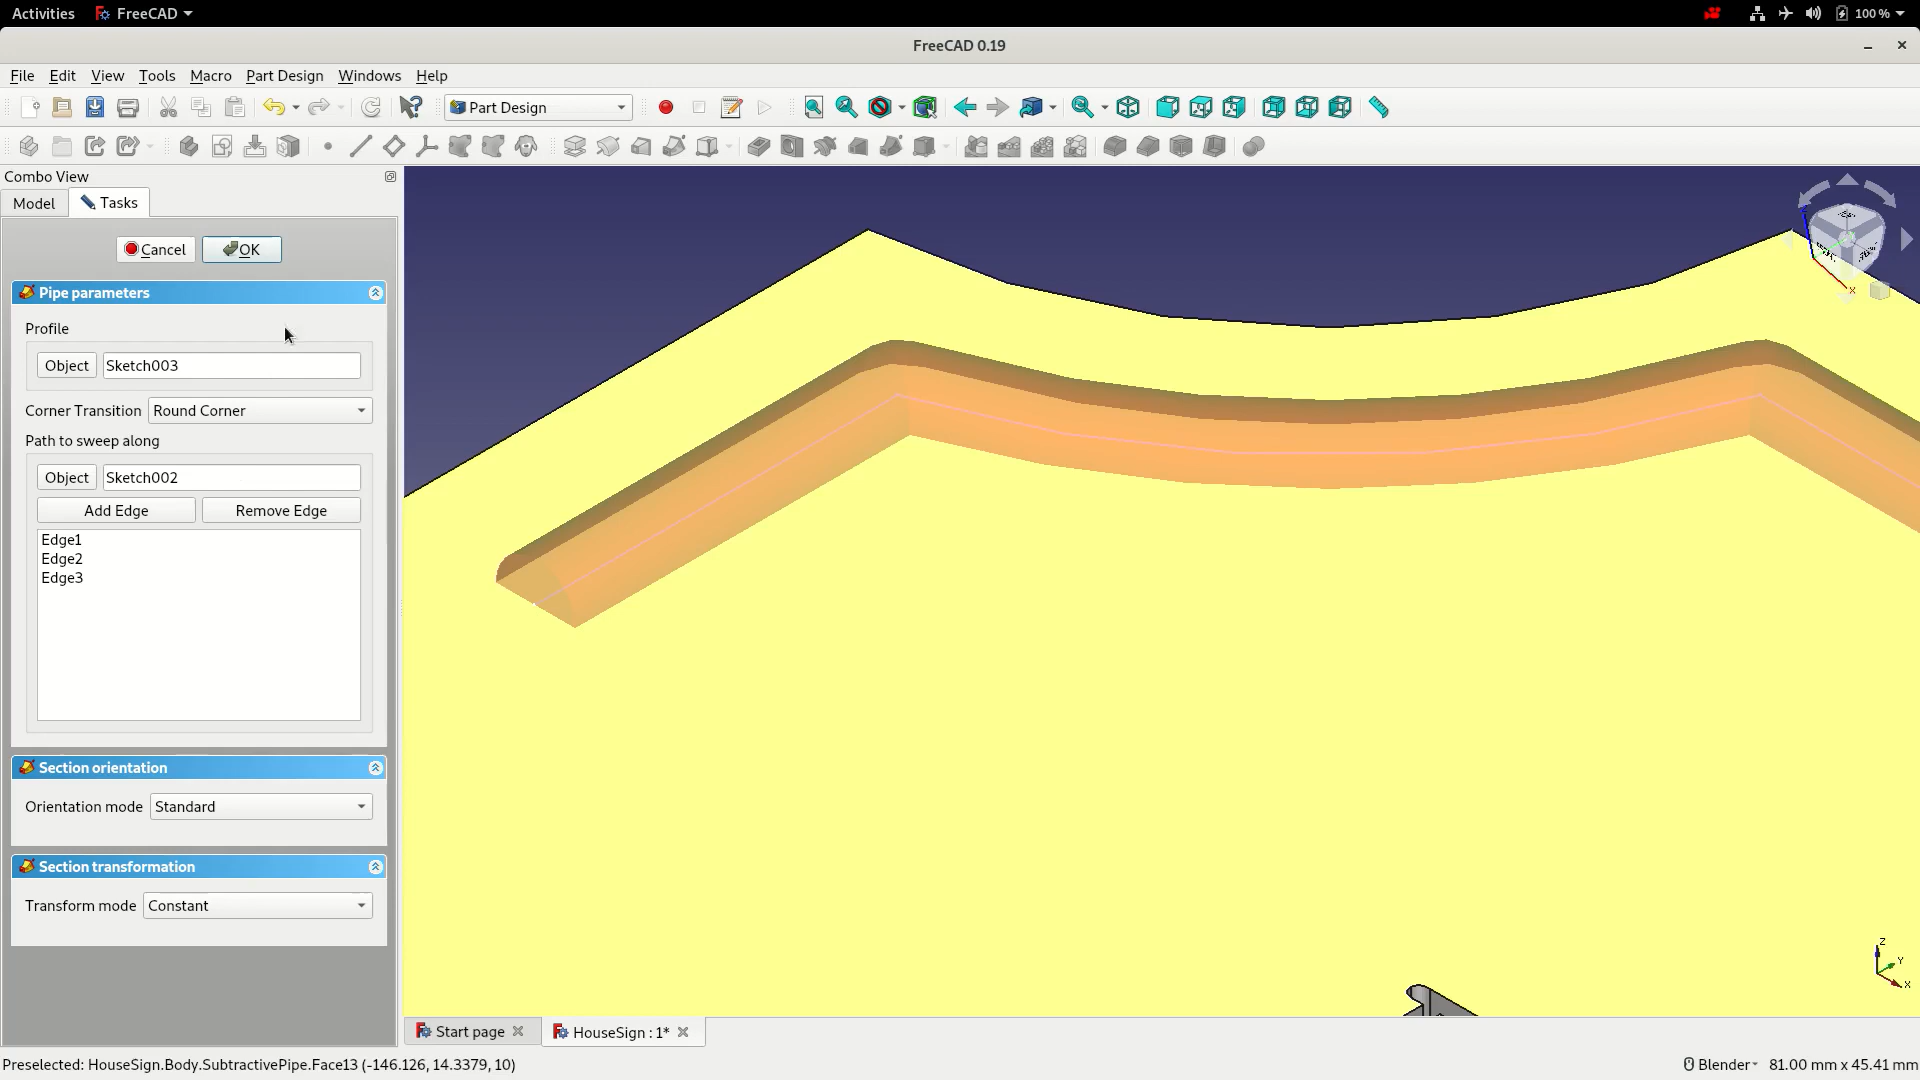 Activities FreeCAD 100 %
FreeCAD 0.19
File Edit View Tools Macro Part Design Windows Help
Part Design
Combo View
Model Tasks
Cancel OK
Pipe parameters
Profile
Object Sketch003
Corner Transition Round Corner
Path to sweep along
Object Sketch002
Add Edge Remove Edge
Edge1
Edge2
Edge3
Section orientation
Orientation mode Standard
Section transformation
Transform mode Constant
X
Z
Y
X
Start page HouseSign : 1*
Preselected: HouseSign.Body.SubtractivePipe.Face13 (-146.126, 14.3379, 10) Blender 81.00 mm x 45.41 mm